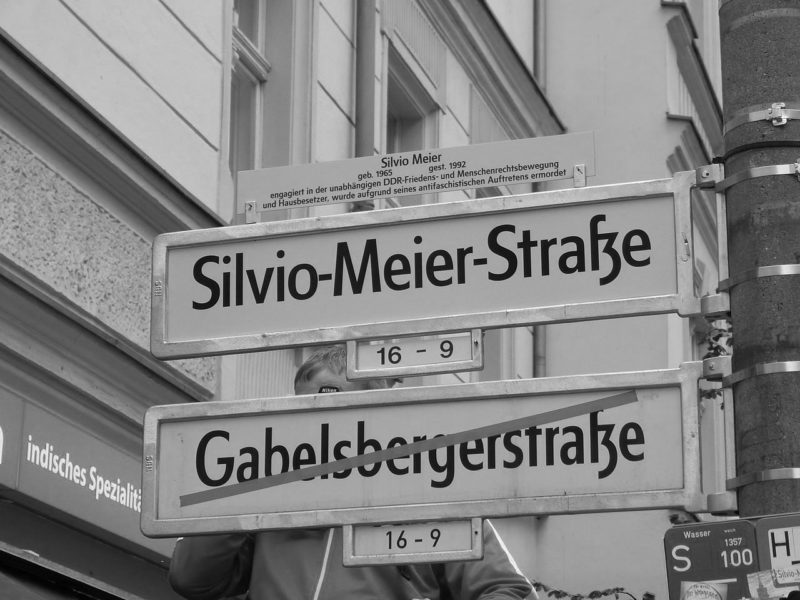 Silvio Meier
geb. 1965 gest. 1992
engagiert in der unabhängigen DDR-Friedens- und Menschenrechtsbewegung
und Hausbesetzer, wurde aufgrund seines antifaschistischen Auftretens ermordet
Silvio-Meier-Straße
16 - 9
Gabelsbergerstraße
16 - 9
indisches Spezialitä
Wasser
1357
S 100
H
Silvio-M